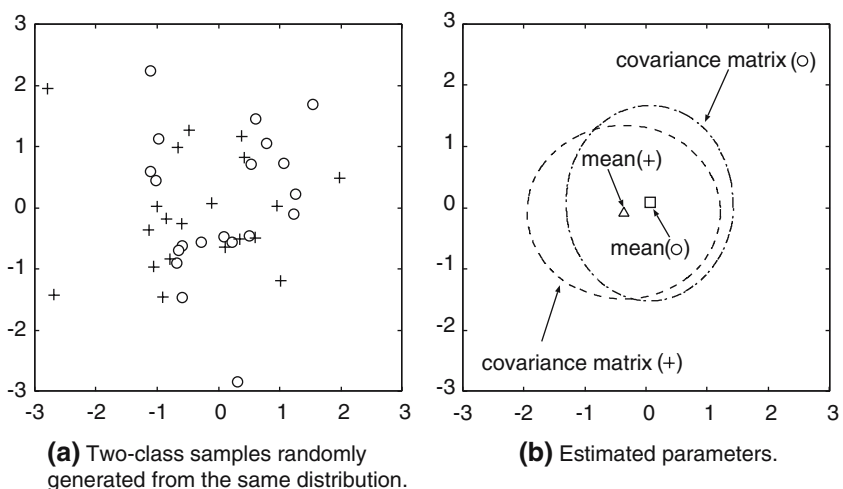 3
2
1
0
-1
-2
-3
-3 -2 -1 0 1 2 3
(a) Two-class samples randomly
generated from the same distribution.
3
2
1
0
-1
-2
-3
-3 -2 -1 0 1 2 3
covariance matrix (○)
mean(+)
mean(○)
covariance matrix (+)
(b) Estimated parameters.